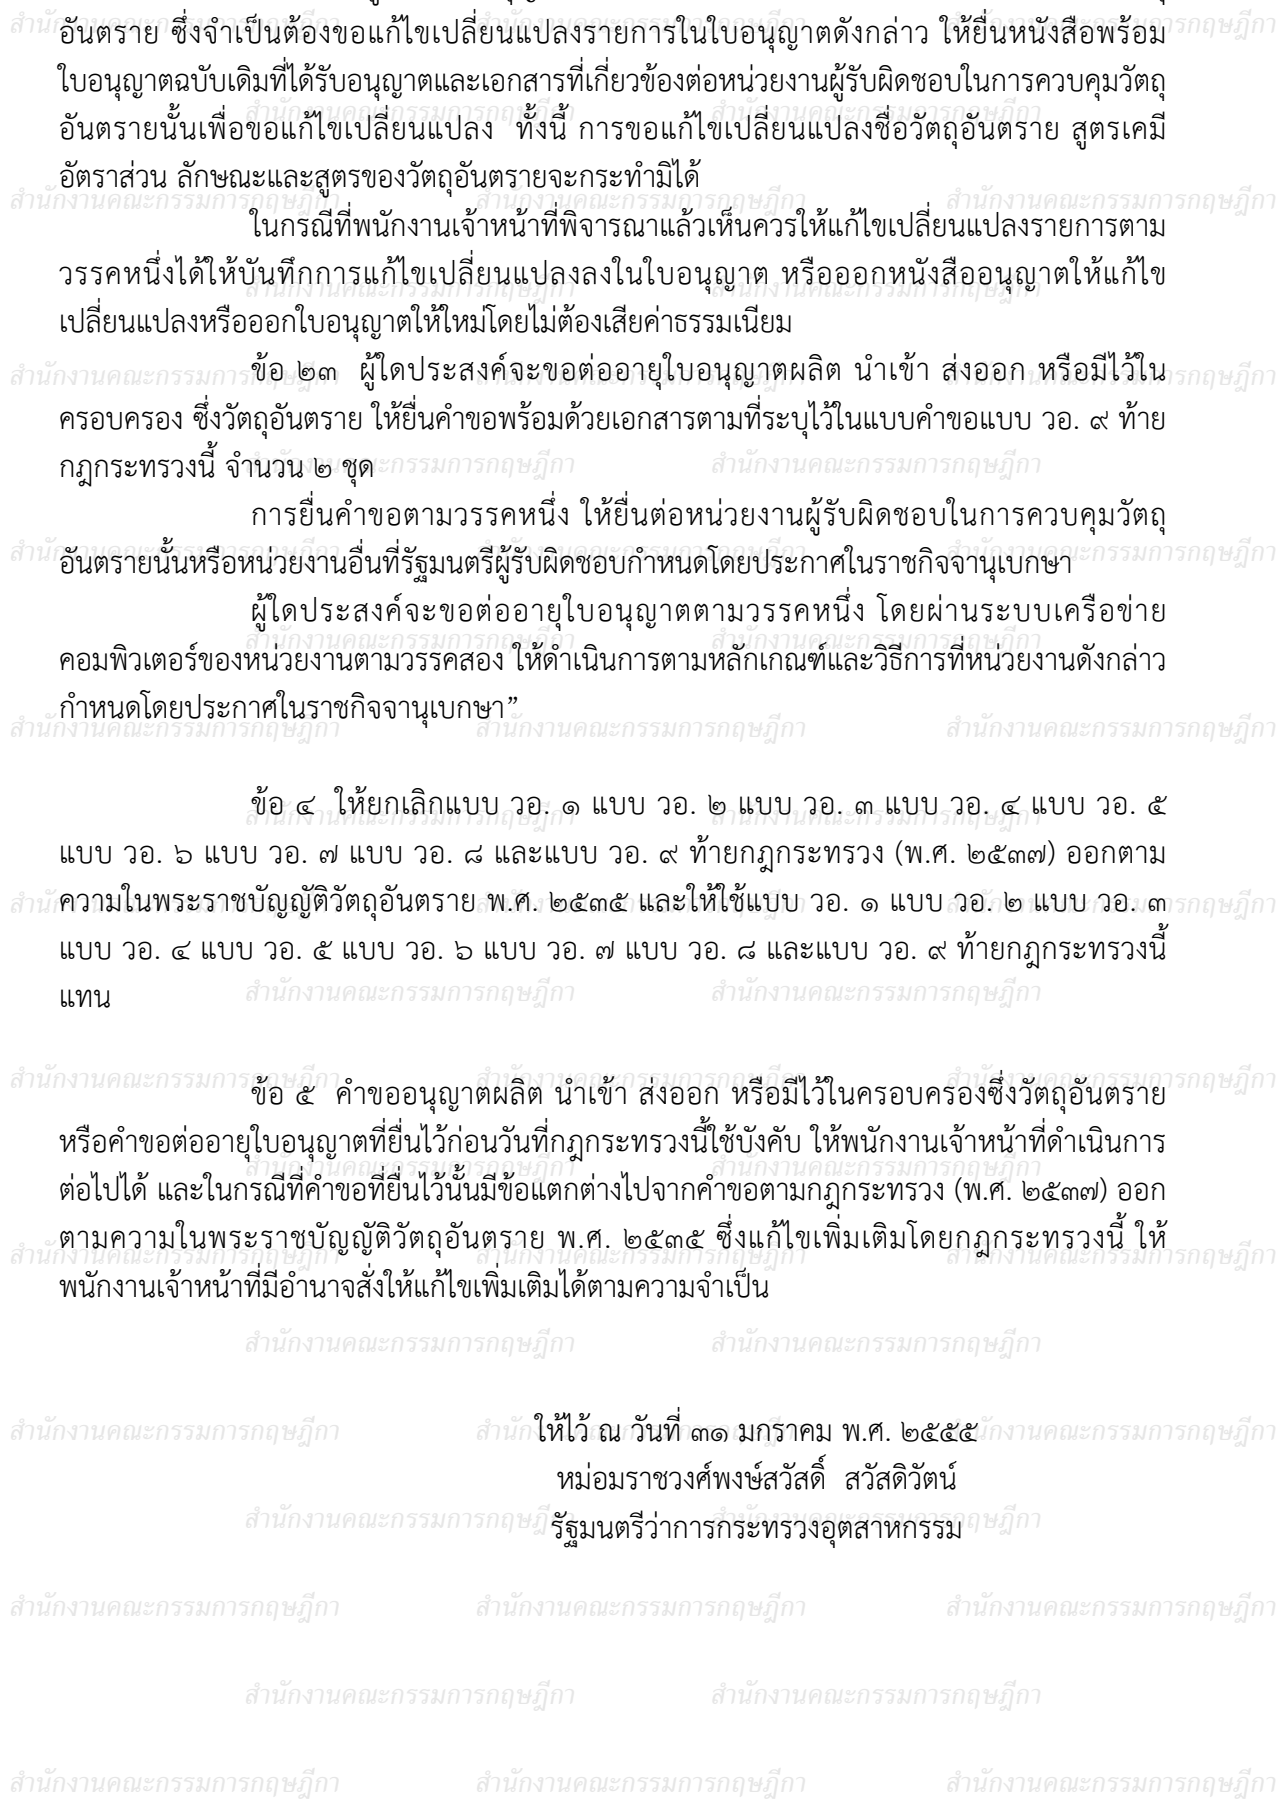 อันตราย ซึ่งจำเป็นต้องขอแก้ไขเปลี่ยนแปลงรายการในใบอนุญาตดังกล่าว ให้ยื่นหนังสือพร้อม
ใบอนุญาตฉบับเดิมที่ได้รับอนุญาตและเอกสารที่เกี่ยวข้องต่อหน่วยงานผู้รับผิดชอบในการควบคุมวัตถุ
อันตรายนั้นเพื่อขอแก้ไขเปลี่ยนแปลง ทั้งนี้ การขอแก้ไขเปลี่ยนแปลงชื่อวัตถุอันตราย สูตรเคมี
อัตราส่วน ลักษณะและสูตรของวัตถุอันตรายจะกระทำมิได้
ในกรณีที่พนักงานเจ้าหน้าที่พิจารณาแล้วเห็นควรให้แก้ไขเปลี่ยนแปลงรายการตาม
วรรคหนึ่งได้ให้บันทึกการแก้ไขเปลี่ยนแปลงลงในใบอนุญาต หรือออกหนังสืออนุญาตให้แก้ไข
เปลี่ยนแปลงหรือออกใบอนุญาตให้ใหม่โดยไม่ต้องเสียค่าธรรมเนียม
ข้อ ๒๓ ผู้ใดประสงค์จะขอต่ออายุใบอนุญาตผลิต นำเข้า ส่งออก หรือมีไว้ใน
ครอบครอง ซึ่งวัตถุอันตราย ให้ยื่นคำขอพร้อมด้วยเอกสารตามที่ระบุไว้ในแบบคำขอแบบ วอ. ๙ ท้าย
กฎกระทรวงนี้ จำนวน ๒ ชุด
การยื่นคำขอตามวรรคหนึ่ง ให้ยื่นต่อหน่วยงานผู้รับผิดชอบในการควบคุมวัตถุ
อันตรายนั้นหรือหน่วยงานอื่นที่รัฐมนตรีผู้รับผิดชอบกำหนดโดยประกาศในราชกิจจานุเบกษา
ผู้ใดประสงค์จะขอต่ออายุใบอนุญาตตามวรรคหนึ่ง โดยผ่านระบบเครือข่าย
คอมพิวเตอร์ของหน่วยงานตามวรรคสอง ให้ดำเนินการตามหลักเกณฑ์และวิธีการที่หน่วยงานดังกล่าว
กำหนดโดยประกาศในราชกิจจานุเบกษา”
ข้อ ๔ ให้ยกเลิกแบบ วอ. ๑ แบบ วอ. ๒ แบบ วอ. ๓ แบบ วอ. ๔ แบบ วอ. ๕
แบบ วอ. ๖ แบบ วอ. ๗ แบบ วอ. ๘ และแบบ วอ. ๙ ท้ายกฎกระทรวง (พ.ศ. ๒๕๓๗) ออกตาม
ความในพระราชบัญญัติวัตถุอันตราย พ.ศ. ๒๕๓๕ และให้ใช้แบบ วอ. ๑ แบบ วอ. ๒ แบบ วอ. ๓
แบบ วอ. ๔ แบบ วอ. ๕ แบบ วอ. ๖ แบบ วอ. ๗ แบบ วอ. ๘ และแบบ วอ. ๙ ท้ายกฎกระทรวงนี้
แทน
ข้อ ๕ คำขออนุญาตผลิต นำเข้า ส่งออก หรือมีไว้ในครอบครองซึ่งวัตถุอันตราย
หรือคำขอต่ออายุใบอนุญาตที่ยื่นไว้ก่อนวันที่กฎกระทรวงนี้ใช้บังคับ ให้พนักงานเจ้าหน้าที่ดำเนินการ
ต่อไปได้ และในกรณีที่คำขอที่ยื่นไว้นั้นมีข้อแตกต่างไปจากคำขอตามกฎกระทรวง (พ.ศ. ๒๕๓๗) ออก
ตามความในพระราชบัญญัติวัตถุอันตราย พ.ศ. ๒๕๓๕ ซึ่งแก้ไขเพิ่มเติมโดยกฎกระทรวงนี้ ให้
พนักงานเจ้าหน้าที่มีอำนาจสั่งให้แก้ไขเพิ่มเติมได้ตามความจำเป็น
ให้ไว้ ณ วันที่ ๓๑ มกราคม พ.ศ. ๒๕๕๕
หม่อมราชวงศ์พงษ์สวัสดิ์ สวัสดิวัตน์
รัฐมนตรีว่าการกระทรวงอุตสาหกรรม
สำนักงานคณะกรรมการกฤษฎีกา